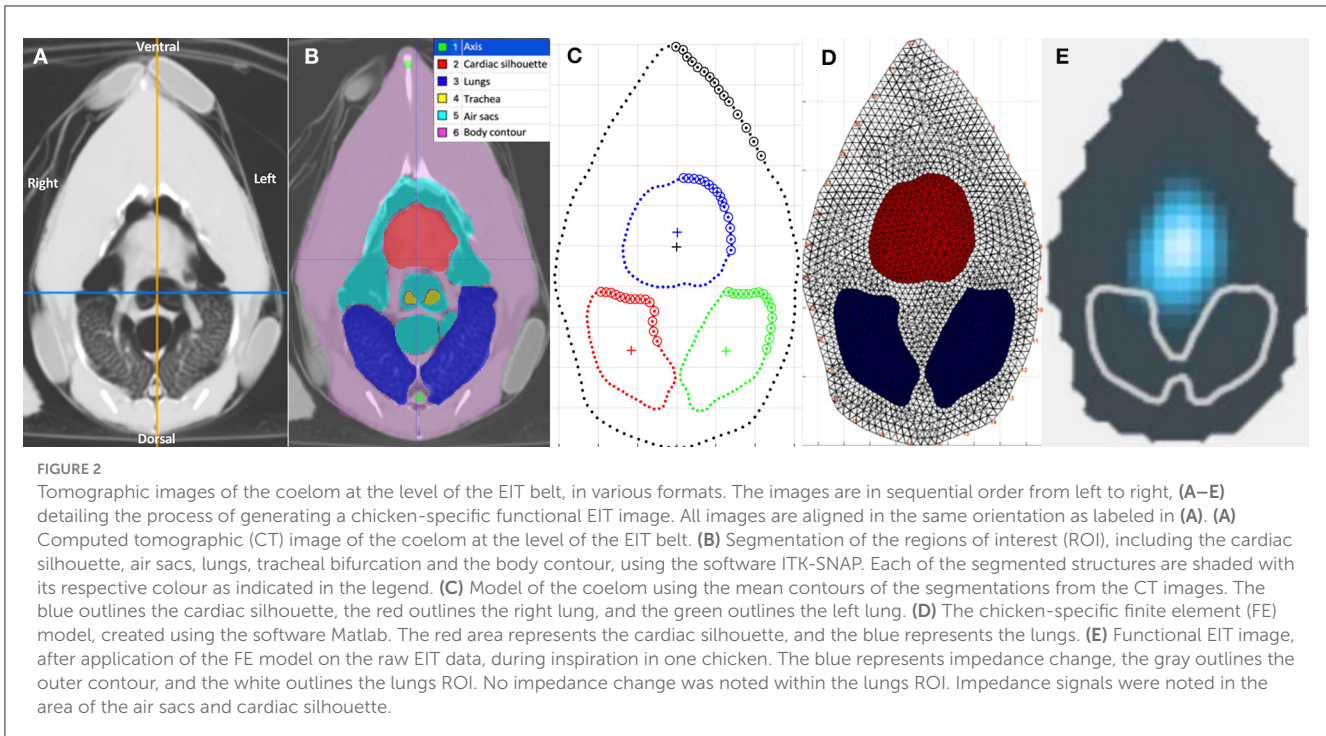 A
Ventral
Right
Left
Dorsal
B
1 Axis
2 Cardiac silhouette
3 Lungs
4 Trachea
5 Air sacs
6 Body contour
C
D
E
FIGURE 2
Tomographic images of the coelom at the level of the EIT belt, in various formats. The images are in sequential order from left to right, (A–E)
detailing the process of generating a chicken-specific functional EIT image. All images are aligned in the same orientation as labeled in (A). (A)
Computed tomographic (CT) image of the coelom at the level of the EIT belt. (B) Segmentation of the regions of interest (ROI), including the cardiac
silhouette, air sacs, lungs, tracheal bifurcation and the body contour, using the software ITK-SNAP. Each of the segmented structures are shaded with
its respective colour as indicated in the legend. (C) Model of the coelom using the mean contours of the segmentations from the CT images. The
blue outlines the cardiac silhouette, the red outlines the right lung, and the green outlines the left lung. (D) The chicken-specific finite element (FE)
model, created using the software Matlab. The red area represents the cardiac silhouette, and the blue represents the lungs. (E) Functional EIT image,
after application of the FE model on the raw EIT data, during inspiration in one chicken. The blue represents impedance change, the gray outlines the
outer contour, and the white outlines the lungs ROI. No impedance change was noted within the lungs ROI. Impedance signals were noted in the
area of the air sacs and cardiac silhouette.